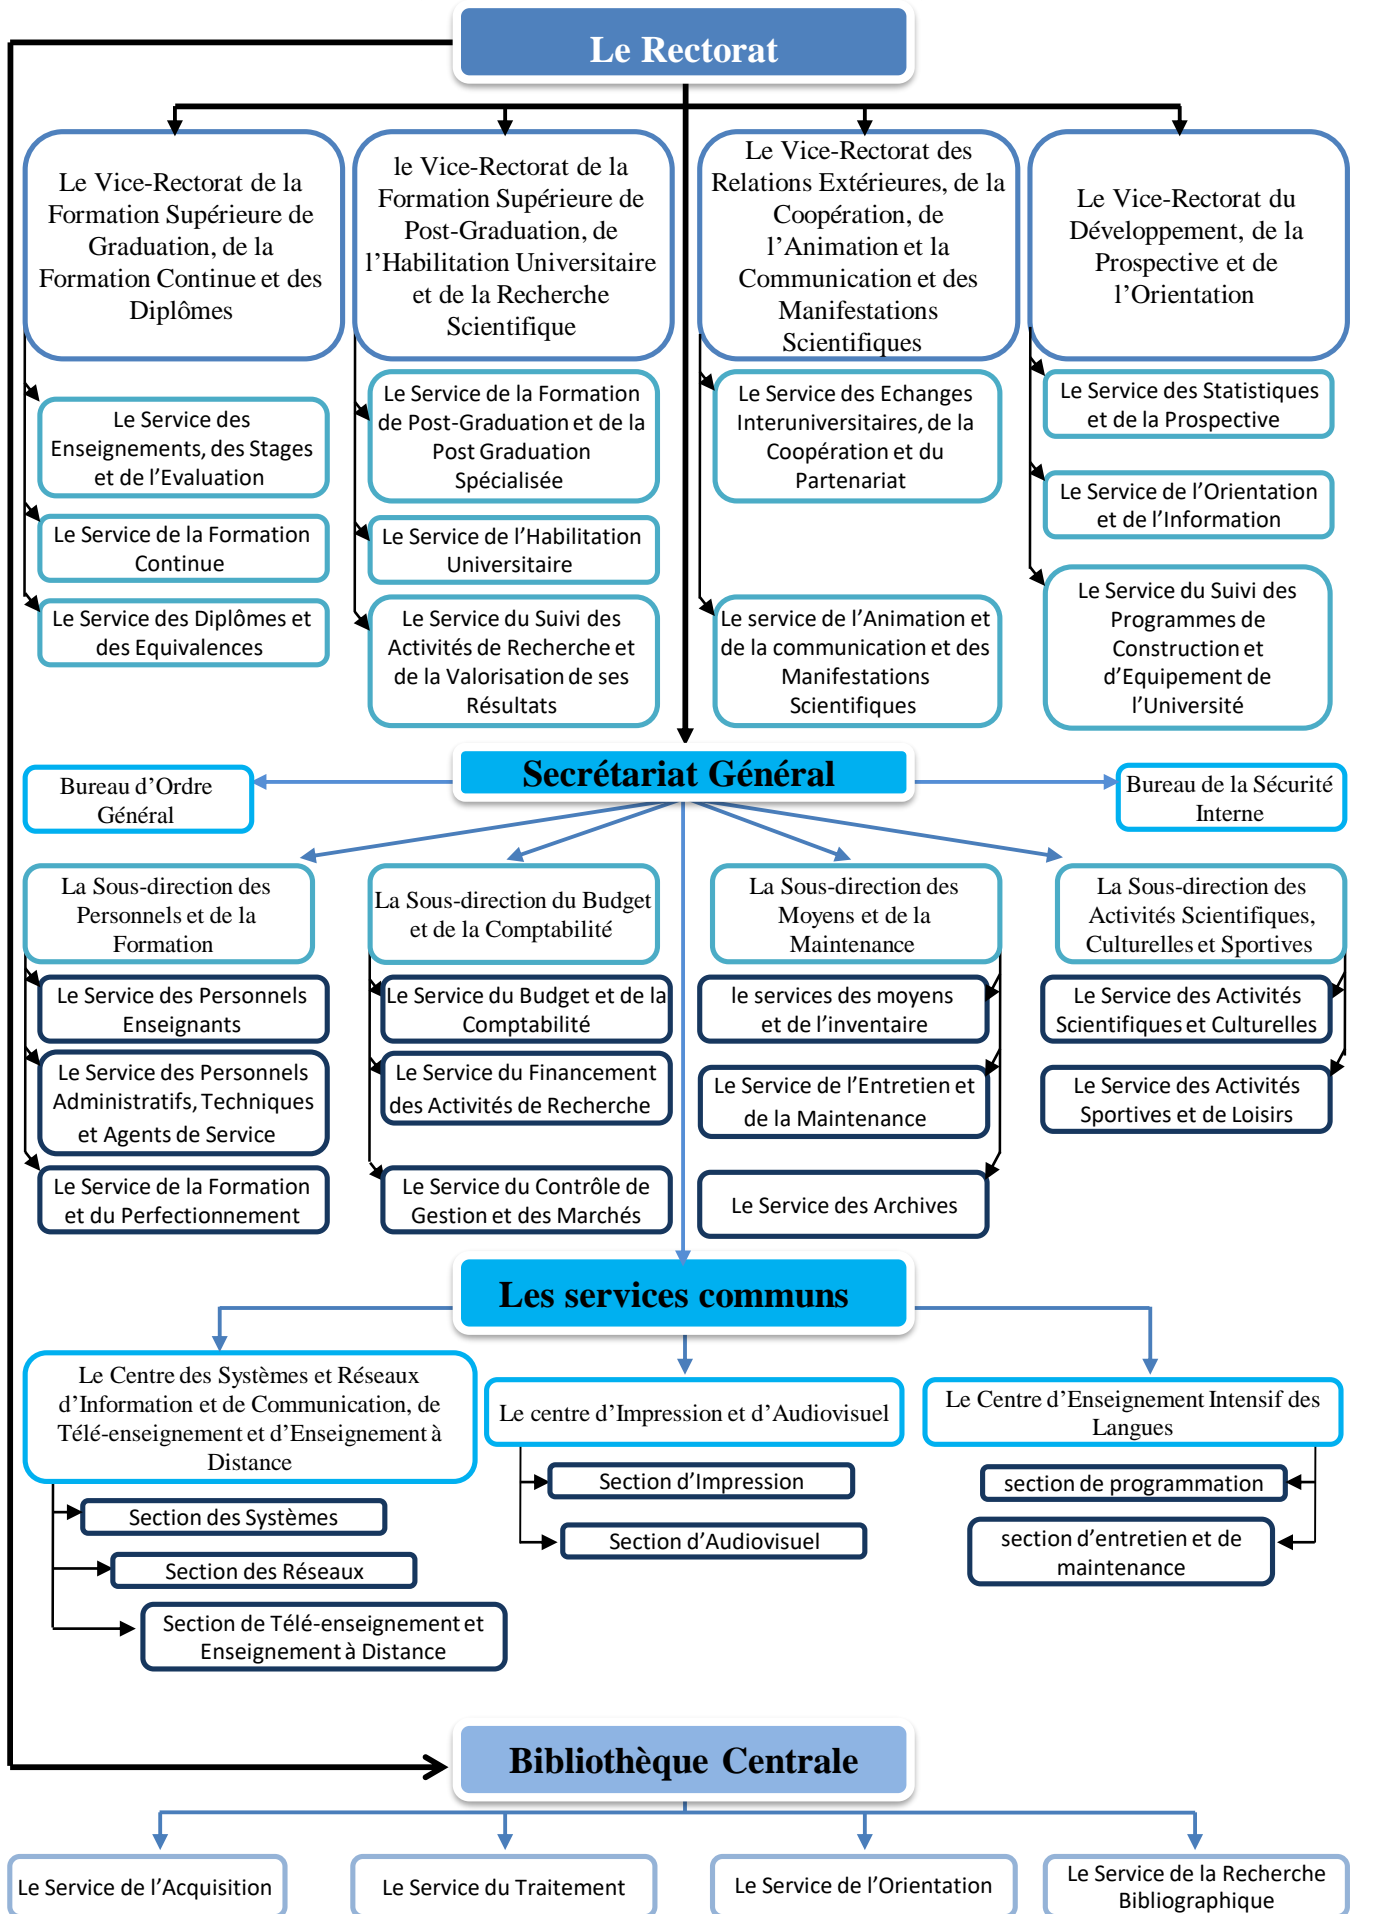 Le Rectorat
Le Vice-Rectorat de la
Formation Supérieure de
Graduation, de la
Formation Continue et des
Diplômes
le Vice-Rectorat de la
Formation Supérieure de
Post-Graduation, de
l’Habilitation Universitaire
et de la Recherche
Scientifique
Le Vice-Rectorat des
Relations Extérieures, de la
Coopération, de
l’Animation et la
Communication et des
Manifestations
Scientifiques
Le Vice-Rectorat du
Développement, de la
Prospective et de
l’Orientation
Le Service des
Enseignements, des Stages
et de l’Evaluation
Le Service de la Formation
Continue
Le Service des Diplômes et
des Equivalences
Le Service de la Formation
de Post-Graduation et de la
Post Graduation
Spécialisée
Le Service de l’Habilitation
Universitaire
Le Service du Suivi des
Activités de Recherche et
de la Valorisation de ses
Résultats
Le Service des Echanges
Interuniversitaires, de la
Coopération et du
Partenariat
Le service de l’Animation et
de la communication et des
Manifestations
Scientifiques
Le Service des Statistiques
et de la Prospective
Le Service de l’Orientation
et de l’Information
Le Service du Suivi des
Programmes de
Construction et
d’Equipement de
l’Université
Secrétariat Général
Bureau d’Ordre
Général
Bureau de la Sécurité
Interne
La Sous-direction des
Personnels et de la
Formation
La Sous-direction du Budget
et de la Comptabilité
La Sous-direction des
Moyens et de la
Maintenance
La Sous-direction des
Activités Scientifiques,
Culturelles et Sportives
Le Service des Personnels
Enseignants
Le Service des Personnels
Administratifs, Techniques
et Agents de Service
Le Service de la Formation
et du Perfectionnement
Le Service du Budget et de la
Comptabilité
Le Service du Financement
des Activités de Recherche
Le Service du Contrôle de
Gestion et des Marchés
le services des moyens
et de l’inventaire
Le Service de l’Entretien et
de la Maintenance
Le Service des Archives
Le Service des Activités
Scientifiques et Culturelles
Le Service des Activités
Sportives et de Loisirs
Les services communs
Le Centre des Systèmes et Réseaux
d’Information et de Communication, de
Télé-enseignement et d’Enseignement à
Distance
Le centre d’Impression et d’Audiovisuel
Le Centre d’Enseignement Intensif des
Langues
Section des Systèmes
Section des Réseaux
Section de Télé-enseignement et
Enseignement à Distance
Section d’Impression
Section d’Audiovisuel
section de programmation
section d’entretien et de
maintenance
Bibliothèque Centrale
Le Service de l’Acquisition
Le Service du Traitement
Le Service de l’Orientation
Le Service de la Recherche
Bibliographique